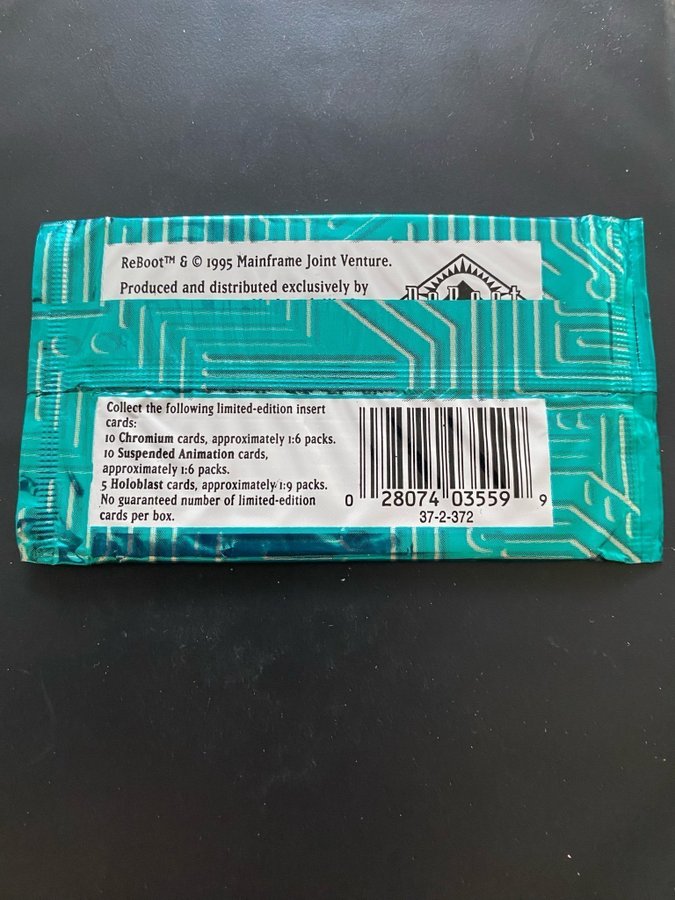 ReBoot™ & © 1995 Mainframe Joint Venture.
Produced and distributed exclusively by
Collect the following limited-edition insert
cards:
10 Chromium cards, approximately 1:6 packs.
10 Suspended Animation cards,
approximately 1:6 packs.
5 Holoblast cards, approximately 1:9 packs.
No guaranteed number of limited-edition
cards per box.
0 28074 03559 9
37-2-372